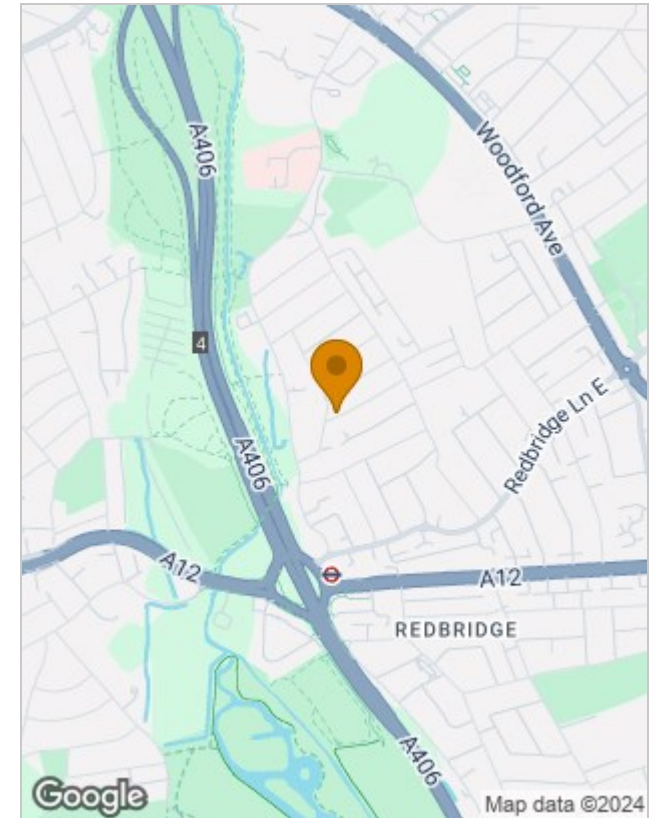 A406
Woodford Ave
4
Redbridge Ln E
A406
A12
A12
REDBRIDGE
A406
Google
Map data ©2024